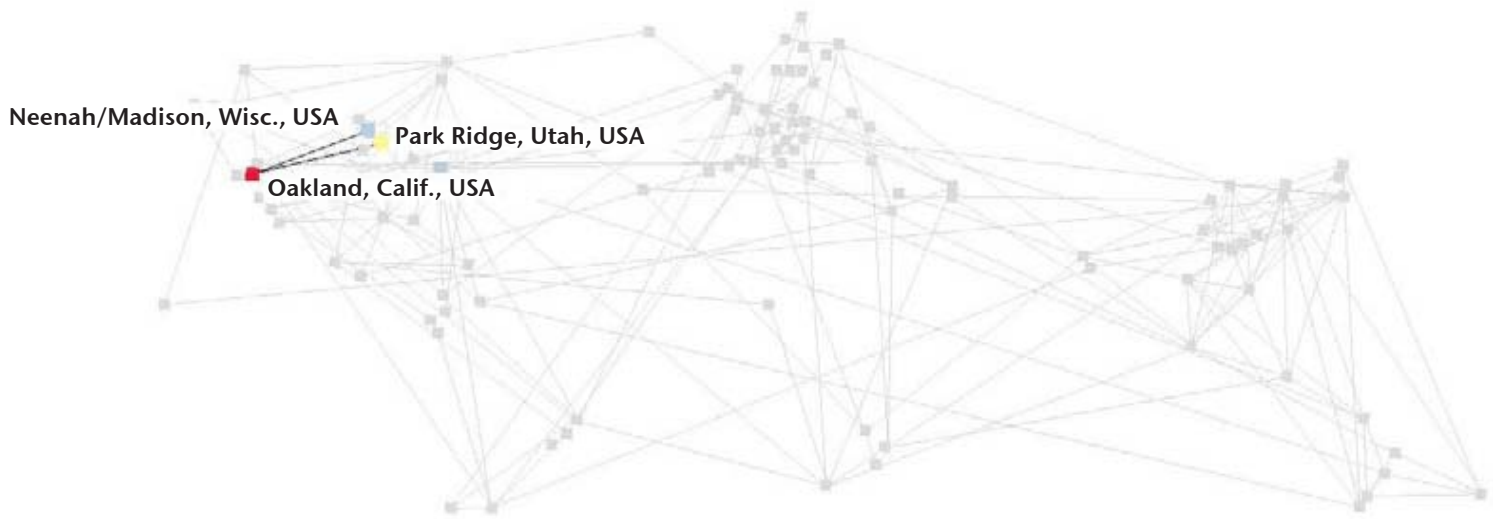 Neenah/Madison, Wisc., USA
Park Ridge, Utah, USA
Oakland, Calif., USA